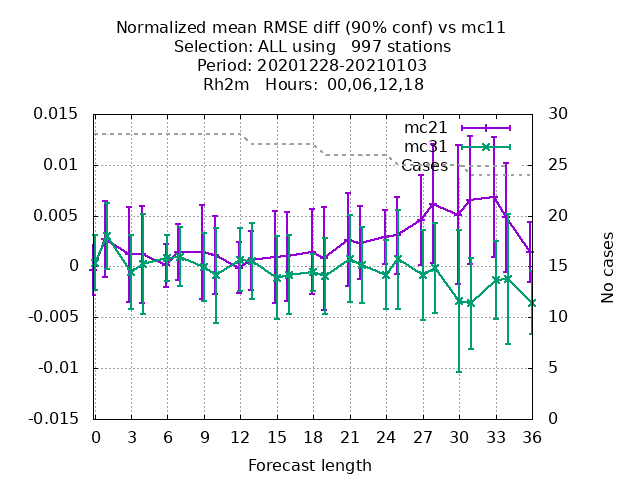 Normalized mean RMSE diff (90% conf) vs mc11
Selection: ALL using   997 stations
Period: 20201228-20210103
Rh2m   Hours:  00,06,12,18
0.015
0.01
0.005
0
-0.005
-0.01
-0.015
mc21
mc31
Cases
30
25
20
15
10
5
0
No cases
0 3 6 9 12 15 18 21 24 27 30 33 36
Forecast length